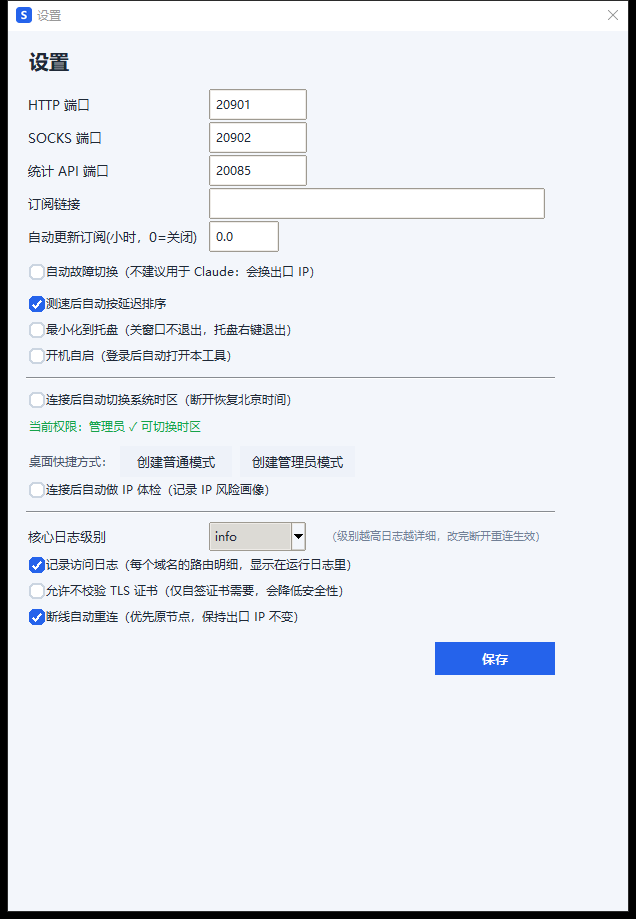 S 设置
设置
HTTP 端口 20901
SOCKS 端口 20902
统计 API 端口 20085
订阅链接
自动更新订阅(小时，0=关闭) 0.0
自动故障切换（不建议用于 Claude：会换出口 IP）
测速后自动按延迟排序
最小化到托盘（关窗口不退出，托盘右键退出）
开机自启（登录后自动打开本工具）
连接后自动切换系统时区（断开恢复北京时间）
当前权限：管理员 ✓ 可切换时区
桌面快捷方式： 创建普通模式 创建管理员模式
连接后自动做 IP 体检（记录 IP 风险画像）
核心日志级别 info （级别越高日志越详细，改完断开重连生效）
记录访问日志（每个域名的路由明细，显示在运行日志里）
允许不校验 TLS 证书（仅自签证书需要，会降低安全性）
断线自动重连（优先原节点，保持出口 IP 不变）
保存